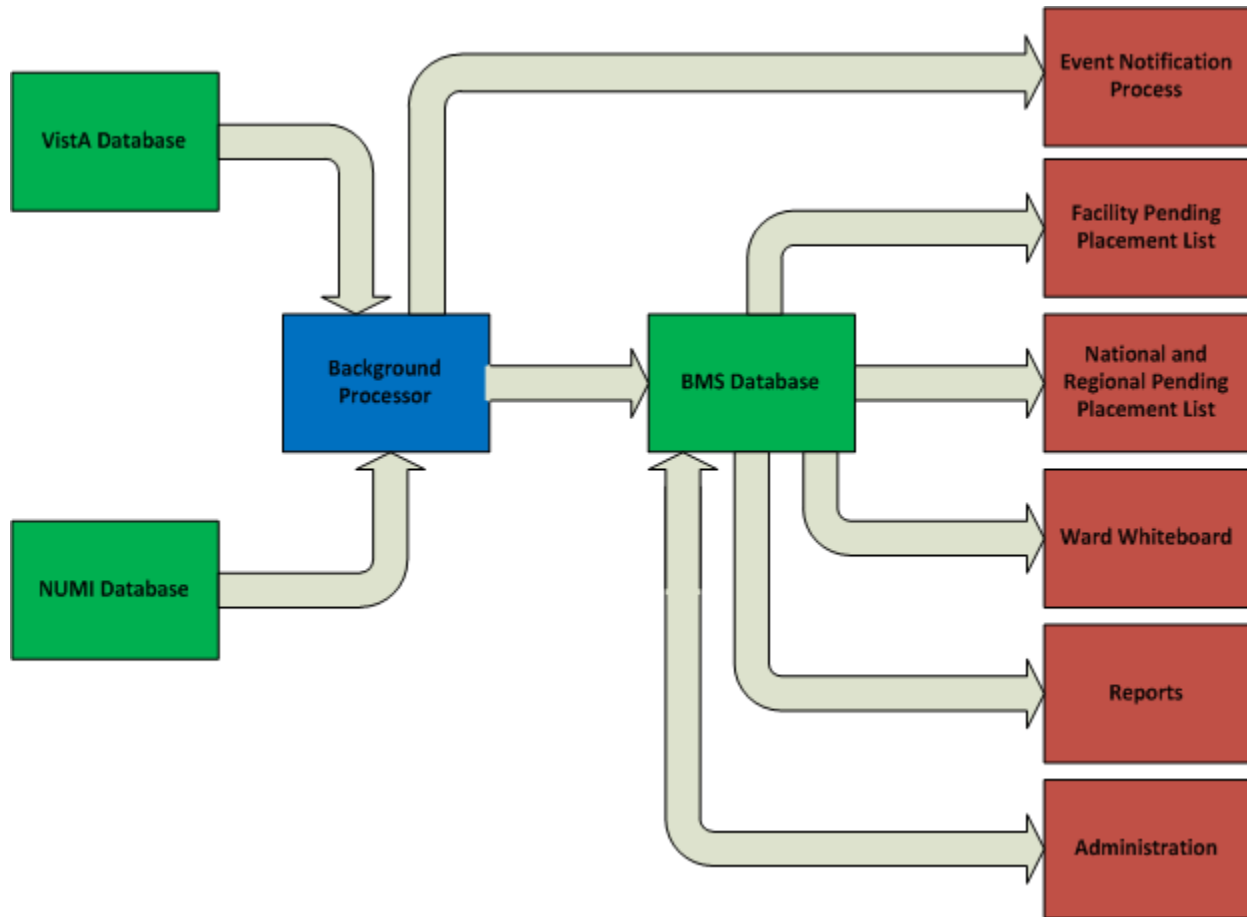 Event Notification
Process
VistA Database
Facility Pending
Placement List
Background
Processor
BMS Database
National and
Regional Pending
Placement List
Ward Whiteboard
NUMI Database
Reports
Administration